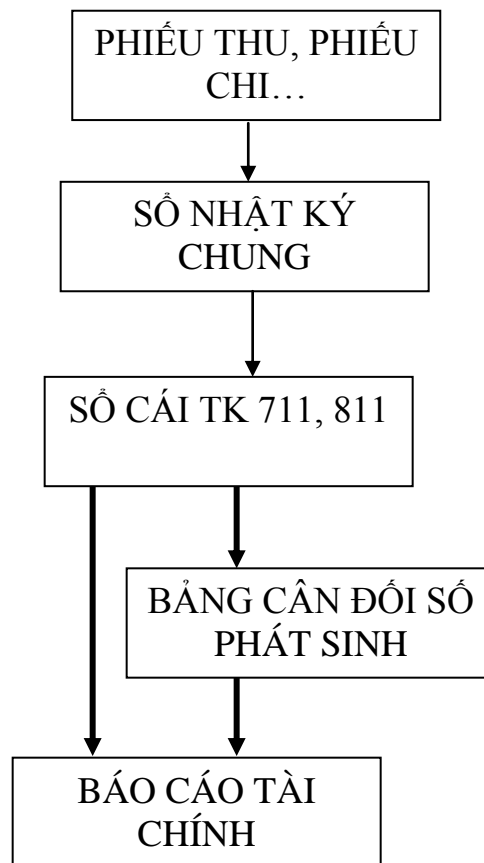 PHIẾU THU, PHIẾU
CHI…
SỔ NHẬT KÝ
CHUNG
SỔ CÁI TK 711, 811
BẢNG CÂN ĐỐI SỐ
PHÁT SINH
BÁO CÁO TÀI
CHÍNH